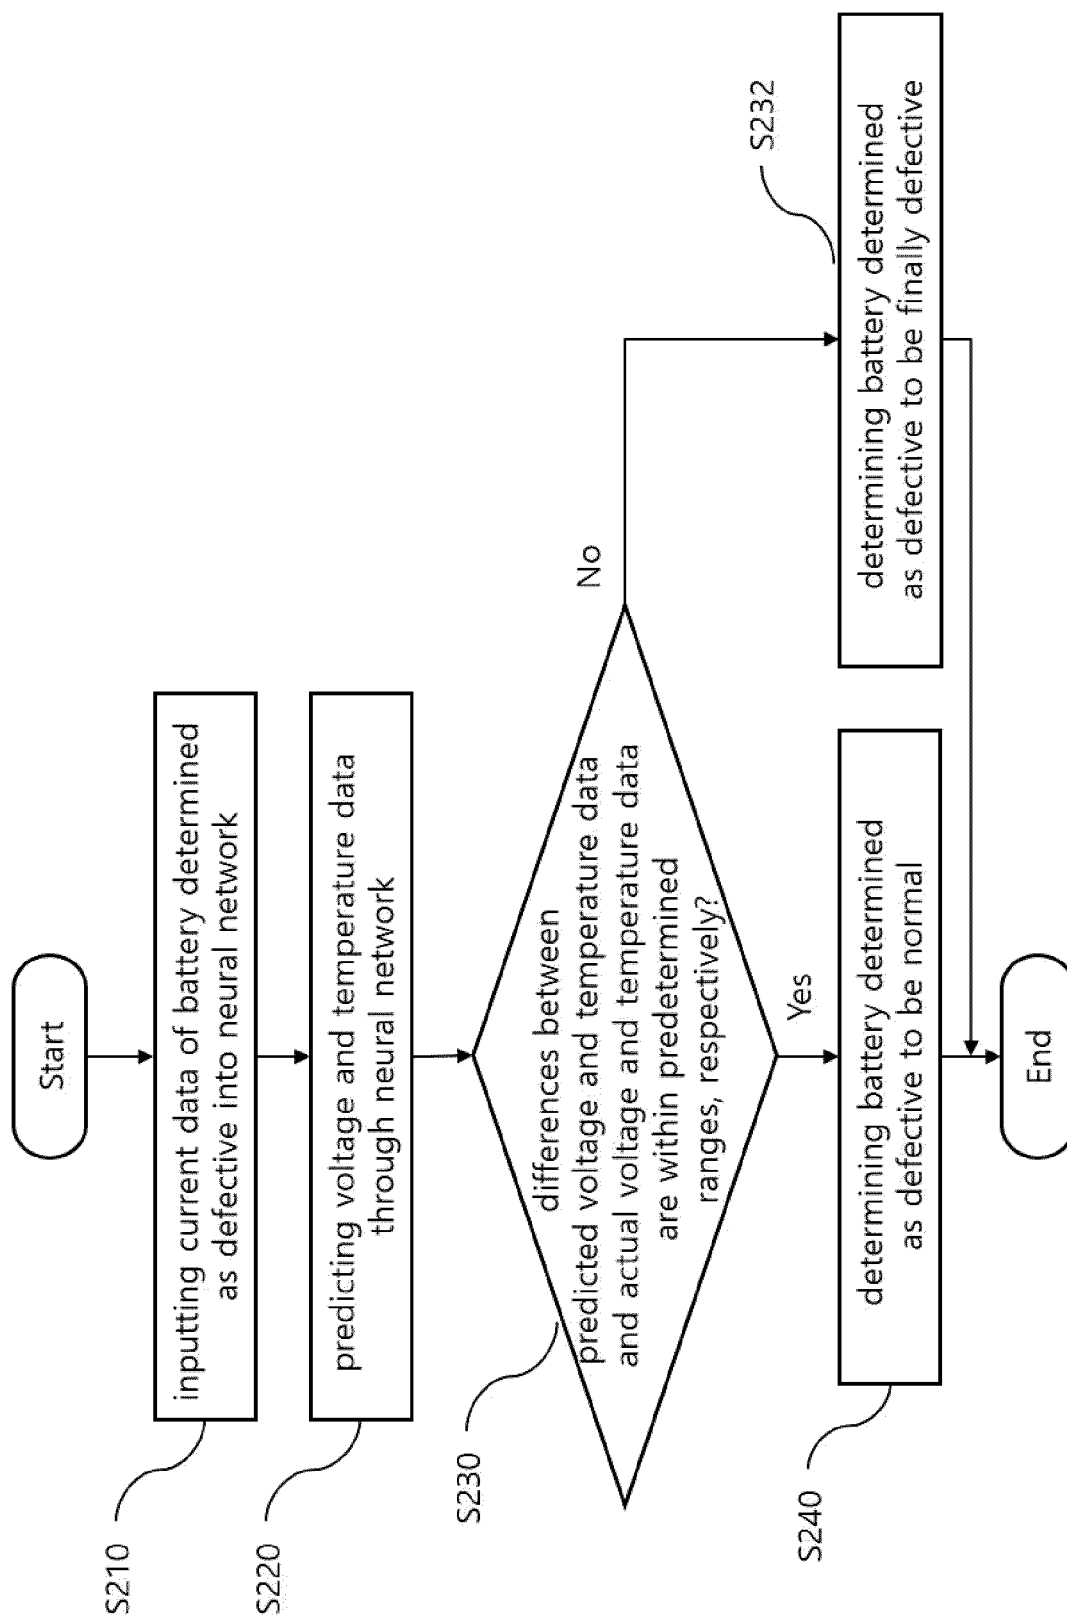 Start
S210
inputting current data of battery determined
as defective into neural network
S220
predicting voltage and temperature data
through neural network
S230
differences between
predicted voltage and temperature data
and actual voltage and temperature data
are within predetermined
ranges, respectively?
No
Yes
S240
determining battery determined
as defective to be normal
S232
determining battery determined
as defective to be finally defective
End